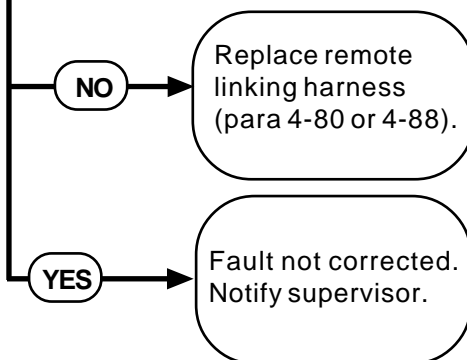 NO
Replace remote
linking harness
(para 4-80 or 4-88).
YES
Fault not corrected.
Notify supervisor.